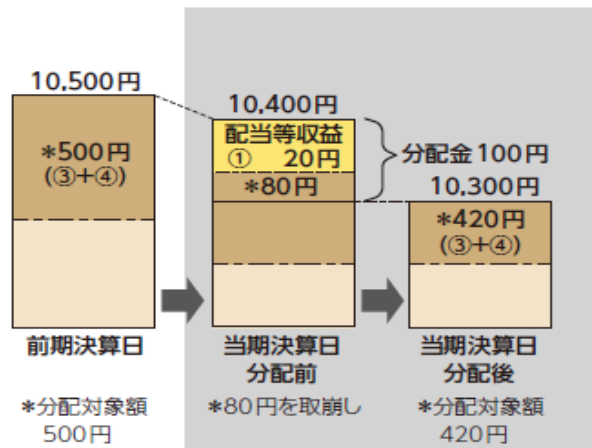 10,500円
*500円
(③+④)
前期決算日
*分配対象額
500円
10,400円
配当等収益
① 20円
*80円
分配金100円
当期決算日
分配前
*80円を取崩し
10,300円
*420円
(③+④)
当期決算日
分配後
*分配対象額
420円